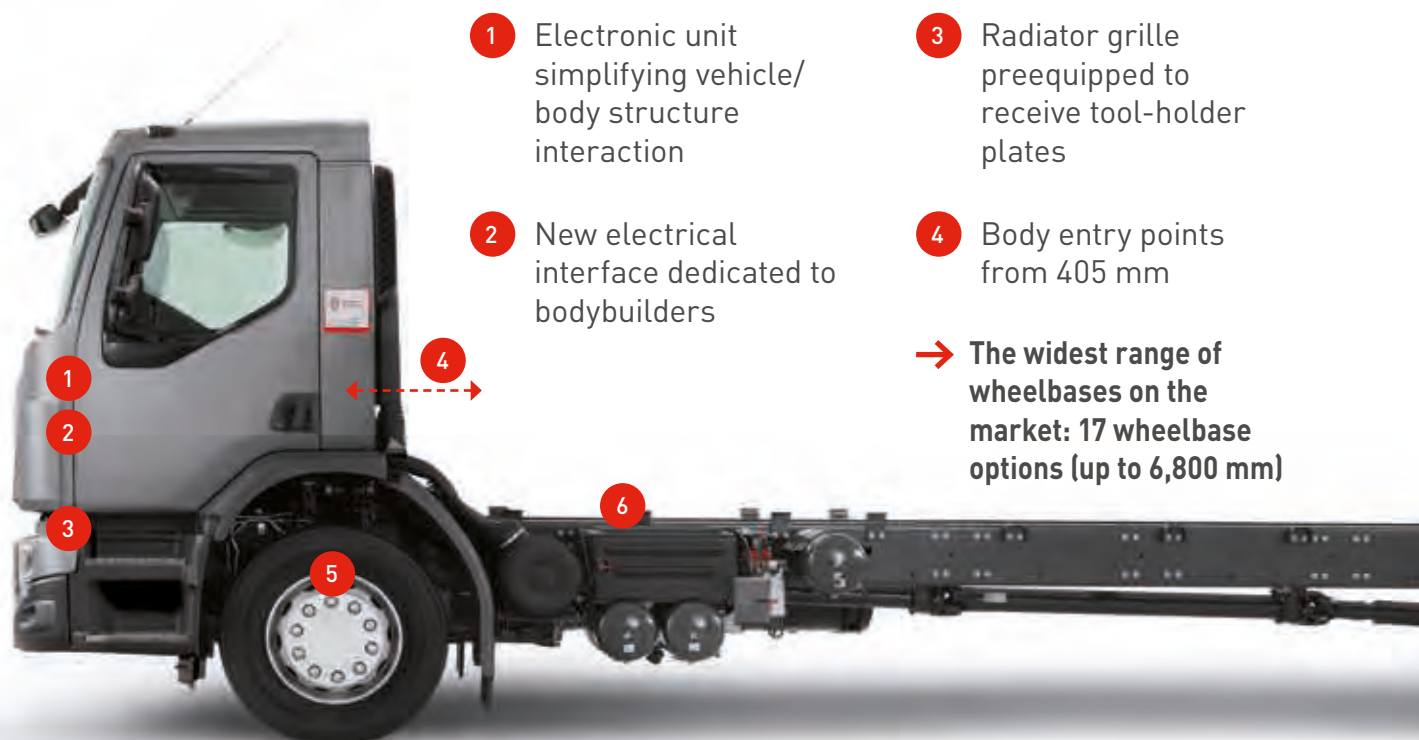 1 Electronic unit
simplifying vehicle/
body structure
interaction
2 New electrical
interface dedicated to
bodybuilders
3 Radiator grille
preequipped to
receive tool-holder
plates
4 Body entry points
from 405 mm
→ The widest range of
wheelbases on the
market: 17 wheelbase
options (up to 6,800 mm)
1
2
3
4
5
6